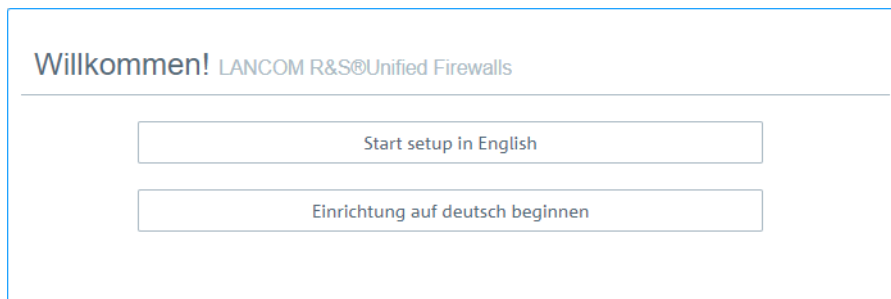 Willkommen! LANCOM R&S®Unified Firewalls
Start setup in English
Einrichtung auf deutsch beginnen